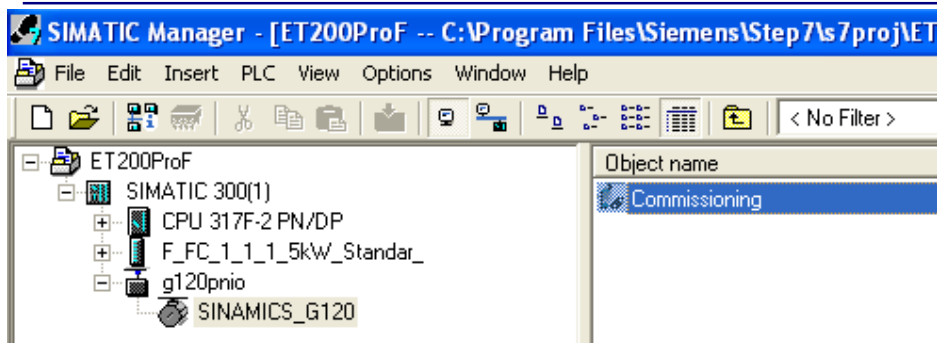 SIMATIC Manager - [ET200ProF -- C:\Program Files\Siemens\Step7\s7proj\ET
File Edit Insert PLC View Options Window Help
< No Filter >
ET200ProF
SIMATIC 300(1)
CPU 317F-2 PN/DP
F_FC_1_1_1_5kW_Standar_
g120pnio
SINAMICS_G120
Object name
Commissioning